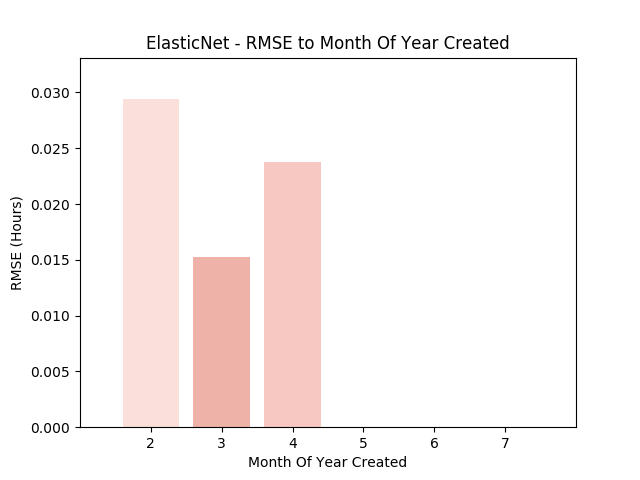 ElasticNet - RMSE to Month Of Year Created
0.030
0.025
0.020
0.015
0.010
0.005
0.000
RMSE (Hours)
2 3 4 5 6 7
Month Of Year Created